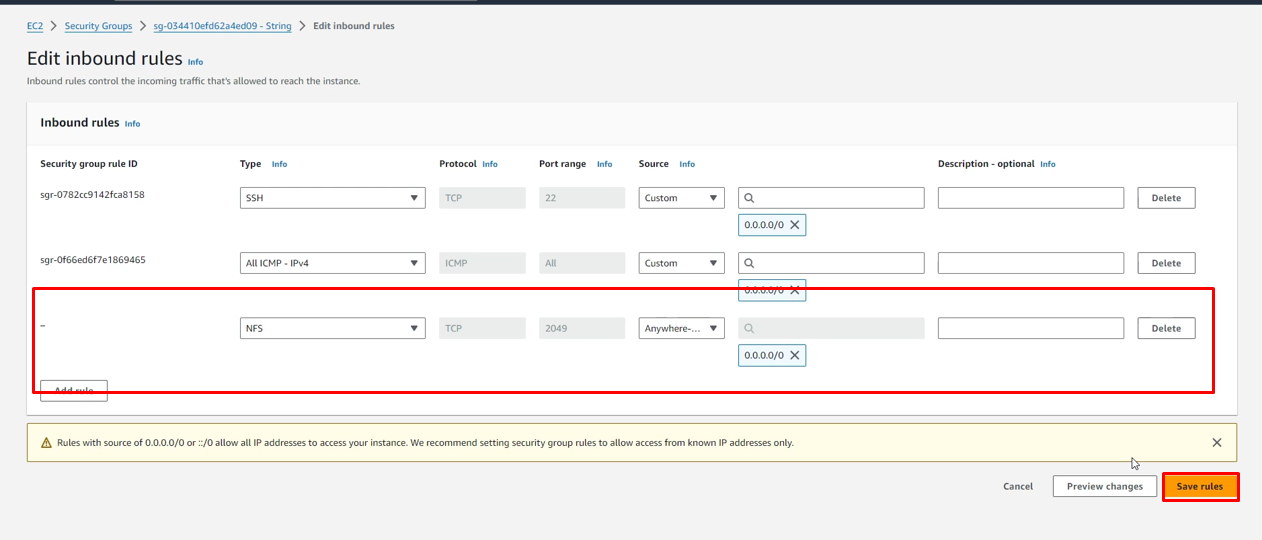 EC2 > Security Groups > sg-034410efd62a4ed09 - String > Edit inbound rules
Edit inbound rules Info
Inbound rules control the incoming traffic that's allowed to reach the instance.
Inbound rules Info
Security group rule ID Type Info Protocol Info Port range Info Source Info Description - optional Info
sgr-0782cc9142fca8158 SSH TCP 22 Custom Delete
0.0.0.0/0
sgr-0f66ed6f7e1869465 All ICMP - IPv4 ICMP All Custom Delete
0.0.0.0/0
– NFS TCP 2049 Anywhere-... Delete
0.0.0.0/0
Add rule
Rules with source of 0.0.0.0/0 or ::/0 allow all IP addresses to access your instance. We recommend setting security group rules to allow access from known IP addresses only.
Cancel Preview changes Save rules